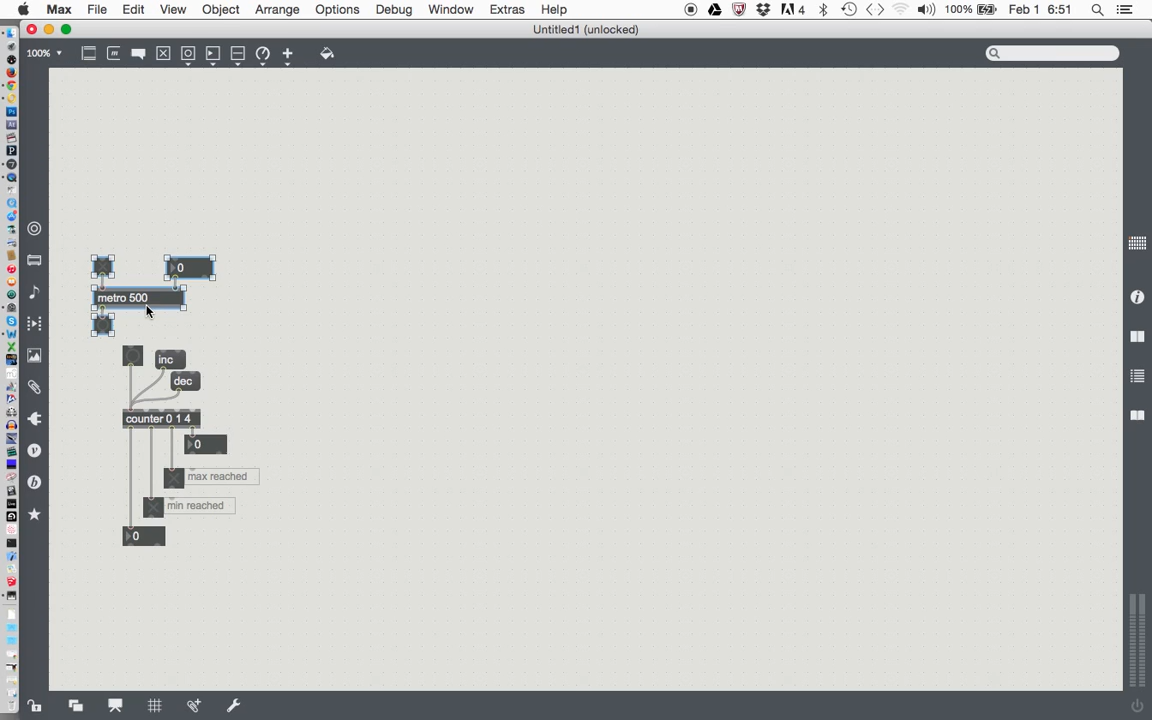 Max File Edit View Object Arrange Options Debug Window Extras Help 4 100% Feb 1 6:51
Untitled1 (unlocked)
100%
0
metro 500
inc
dec
counter 0 1 4
0
max reached
min reached
0